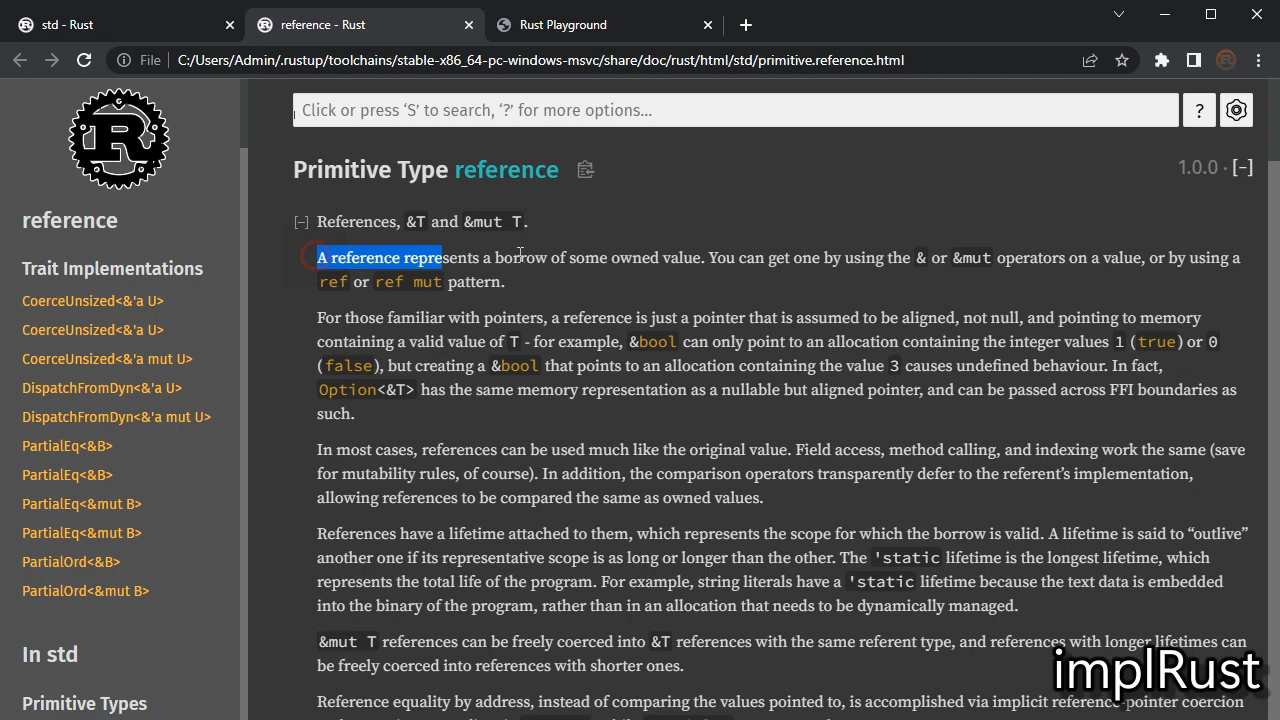 std - Rust
reference - Rust
Rust Playground
File C:/Users/Admin/.rustup/toolchains/stable-x86_64-pc-windows-msvc/share/doc/rust/html/std/primitive.reference.html
reference
Trait Implementations
CoerceUnsized<&'a U>
CoerceUnsized<&'a U>
CoerceUnsized<&'a mut U>
DispatchFromDyn<&'a U>
DispatchFromDyn<&'a mut U>
PartialEq<&B>
PartialEq<&B>
PartialEq<&mut B>
PartialEq<&mut B>
PartialOrd<&B>
PartialOrd<&mut B>
In std
Primitive Types
Click or press ‘S’ to search, ‘?’ for more options…
?
Primitive Type reference
1.0.0 · [-]
[-] References, &T and &mut T.
A reference represents a borrow of some owned value. You can get one by using the & or &mut operators on a value, or by using a
ref or ref mut pattern.
For those familiar with pointers, a reference is just a pointer that is assumed to be aligned, not null, and pointing to memory
containing a valid value of T - for example, &bool can only point to an allocation containing the integer values 1 (true) or 0
(false), but creating a &bool that points to an allocation containing the value 3 causes undefined behaviour. In fact,
Option<&T> has the same memory representation as a nullable but aligned pointer, and can be passed across FFI boundaries as
such.
In most cases, references can be used much like the original value. Field access, method calling, and indexing work the same (save
for mutability rules, of course). In addition, the comparison operators transparently defer to the referent’s implementation,
allowing references to be compared the same as owned values.
References have a lifetime attached to them, which represents the scope for which the borrow is valid. A lifetime is said to “outlive”
another one if its representative scope is as long or longer than the other. The 'static lifetime is the longest lifetime, which
represents the total life of the program. For example, string literals have a 'static lifetime because the text data is embedded
into the binary of the program, rather than in an allocation that needs to be dynamically managed.
&mut T references can be freely coerced into &T references with the same referent type, and references with longer lifetimes can
be freely coerced into references with shorter ones.
Reference equality by address, instead of comparing the values pointed to, is accomplished via implicit reference-pointer coercion
implRust